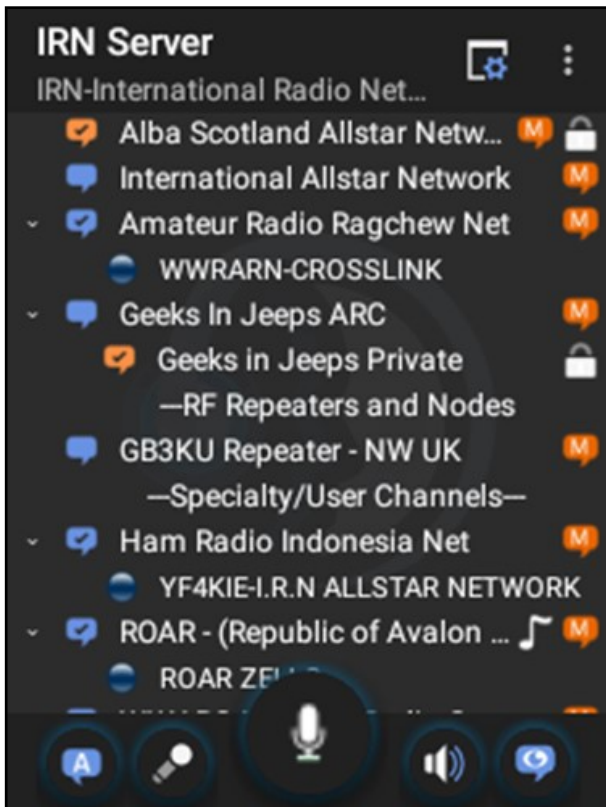 IRN Server
IRN-International Radio Net...
Alba Scotland Allstar Netw... M
International Allstar Network M
Amateur Radio Ragchew Net M
WWRARN-CROSSLINK
Geeks In Jeeps ARC M
Geeks in Jeeps Private
---RF Repeaters and Nodes
GB3KU Repeater - NW UK M
---Specialty/User Channels---
Ham Radio Indonesia Net M
YF4KIE-I.R.N ALLSTAR NETWORK
ROAR - (Republic of Avalon ... M
ROAR
A